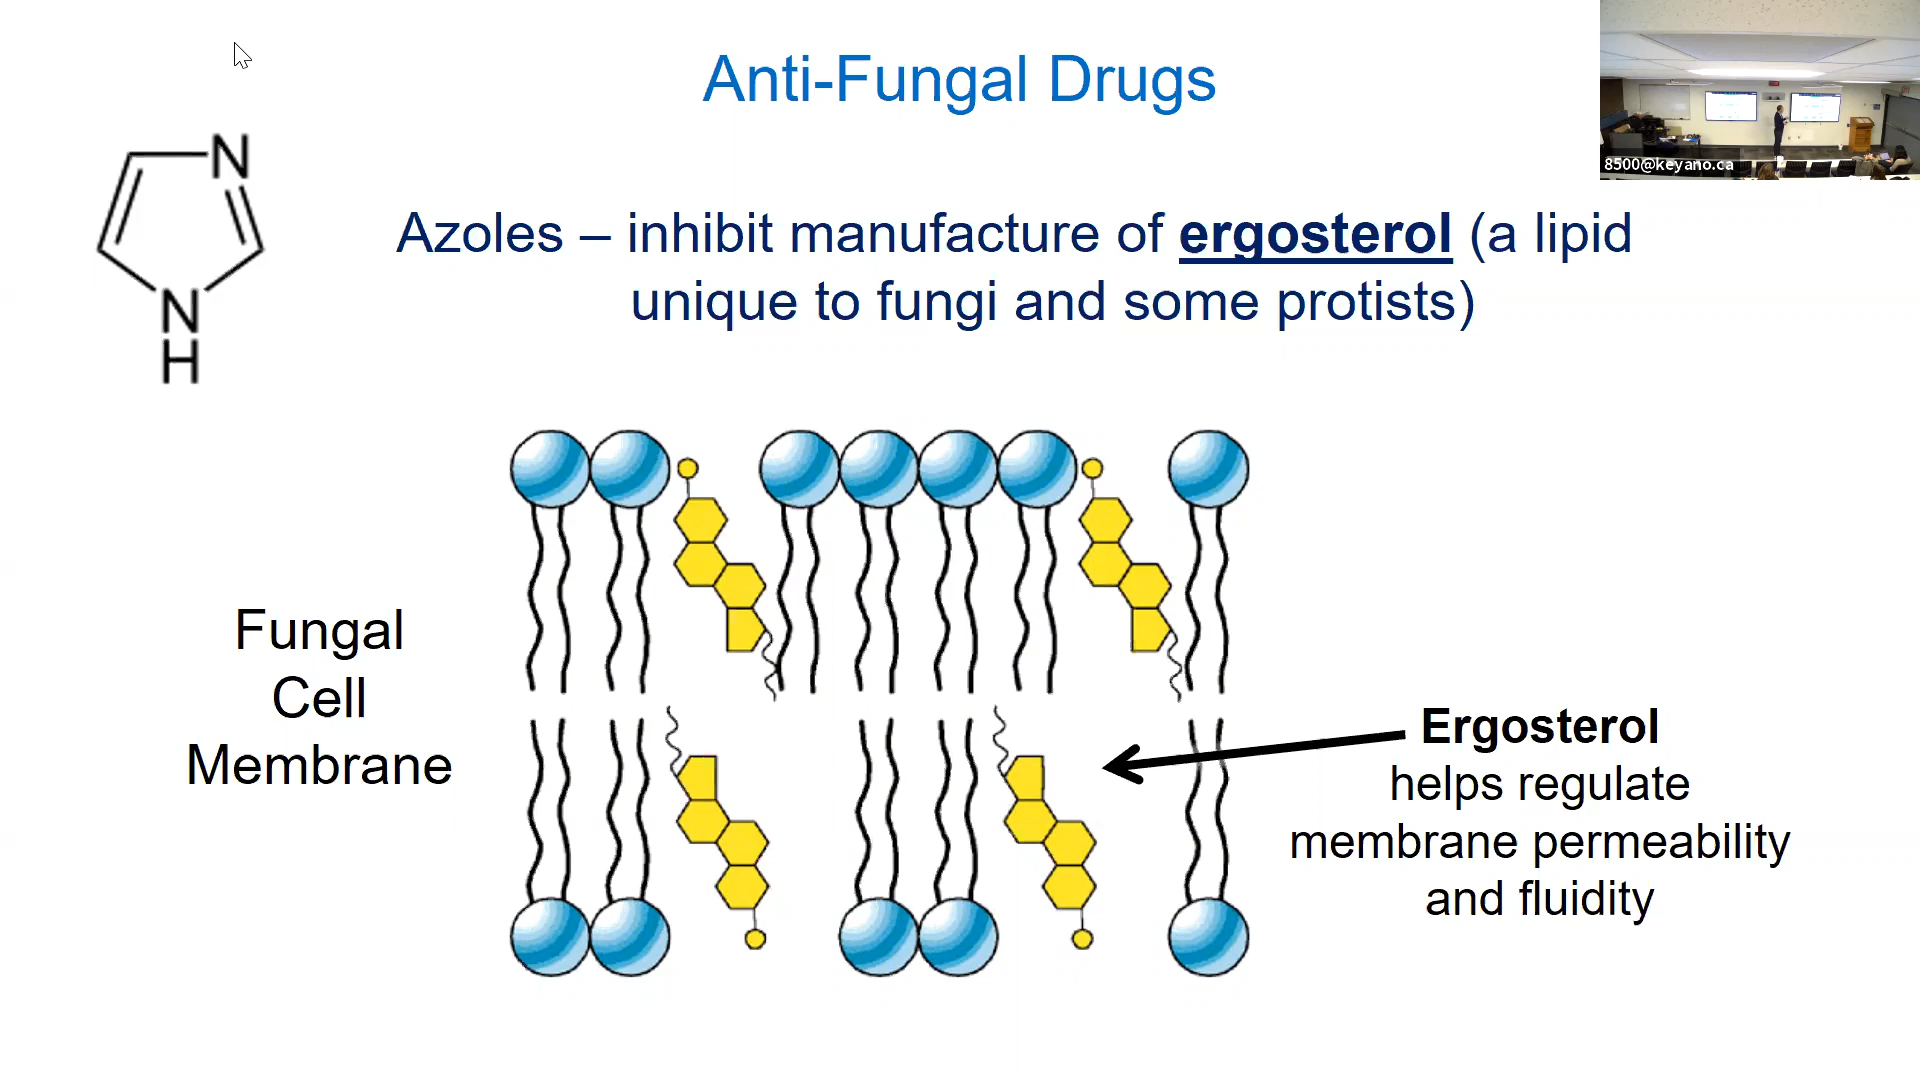 Anti-Fungal Drugs
8500@keyano.ca
N
N
H
Azoles – inhibit manufacture of ergosterol (a lipid
unique to fungi and some protists)
Fungal
Cell
Membrane
Ergosterol
helps regulate
membrane permeability
and fluidity